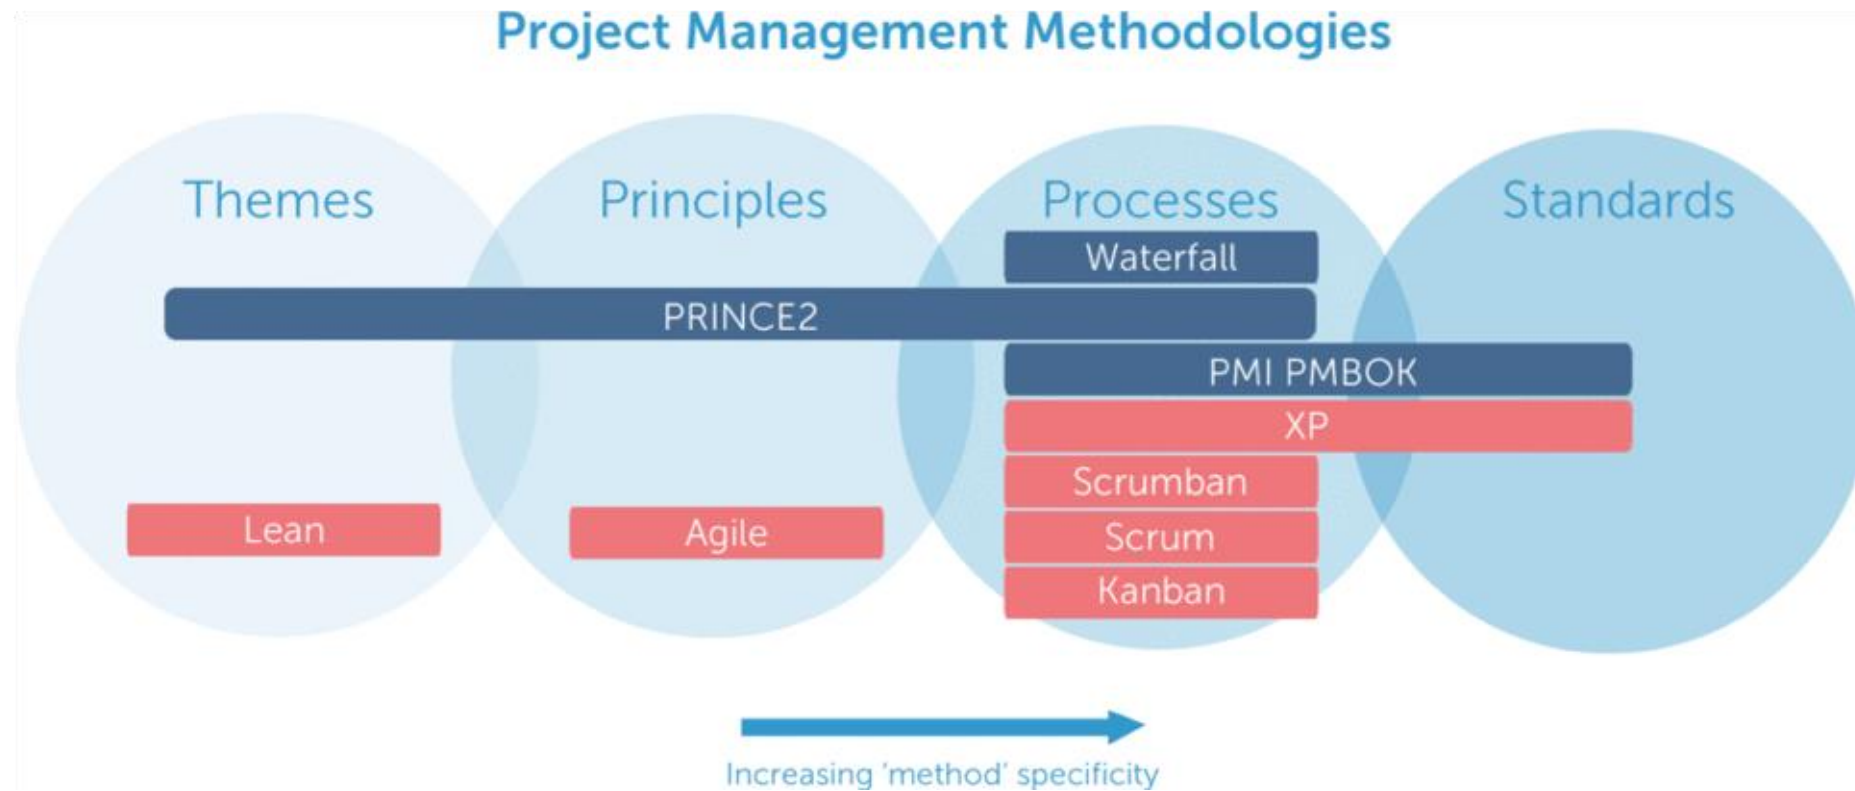 Project Management Methodologies
Themes
Principles
Processes
Standards
Waterfall
PRINCE2
PMI PMBOK
XP
Scrumban
Lean
Agile
Scrum
Kanban
Increasing 'method' specificity